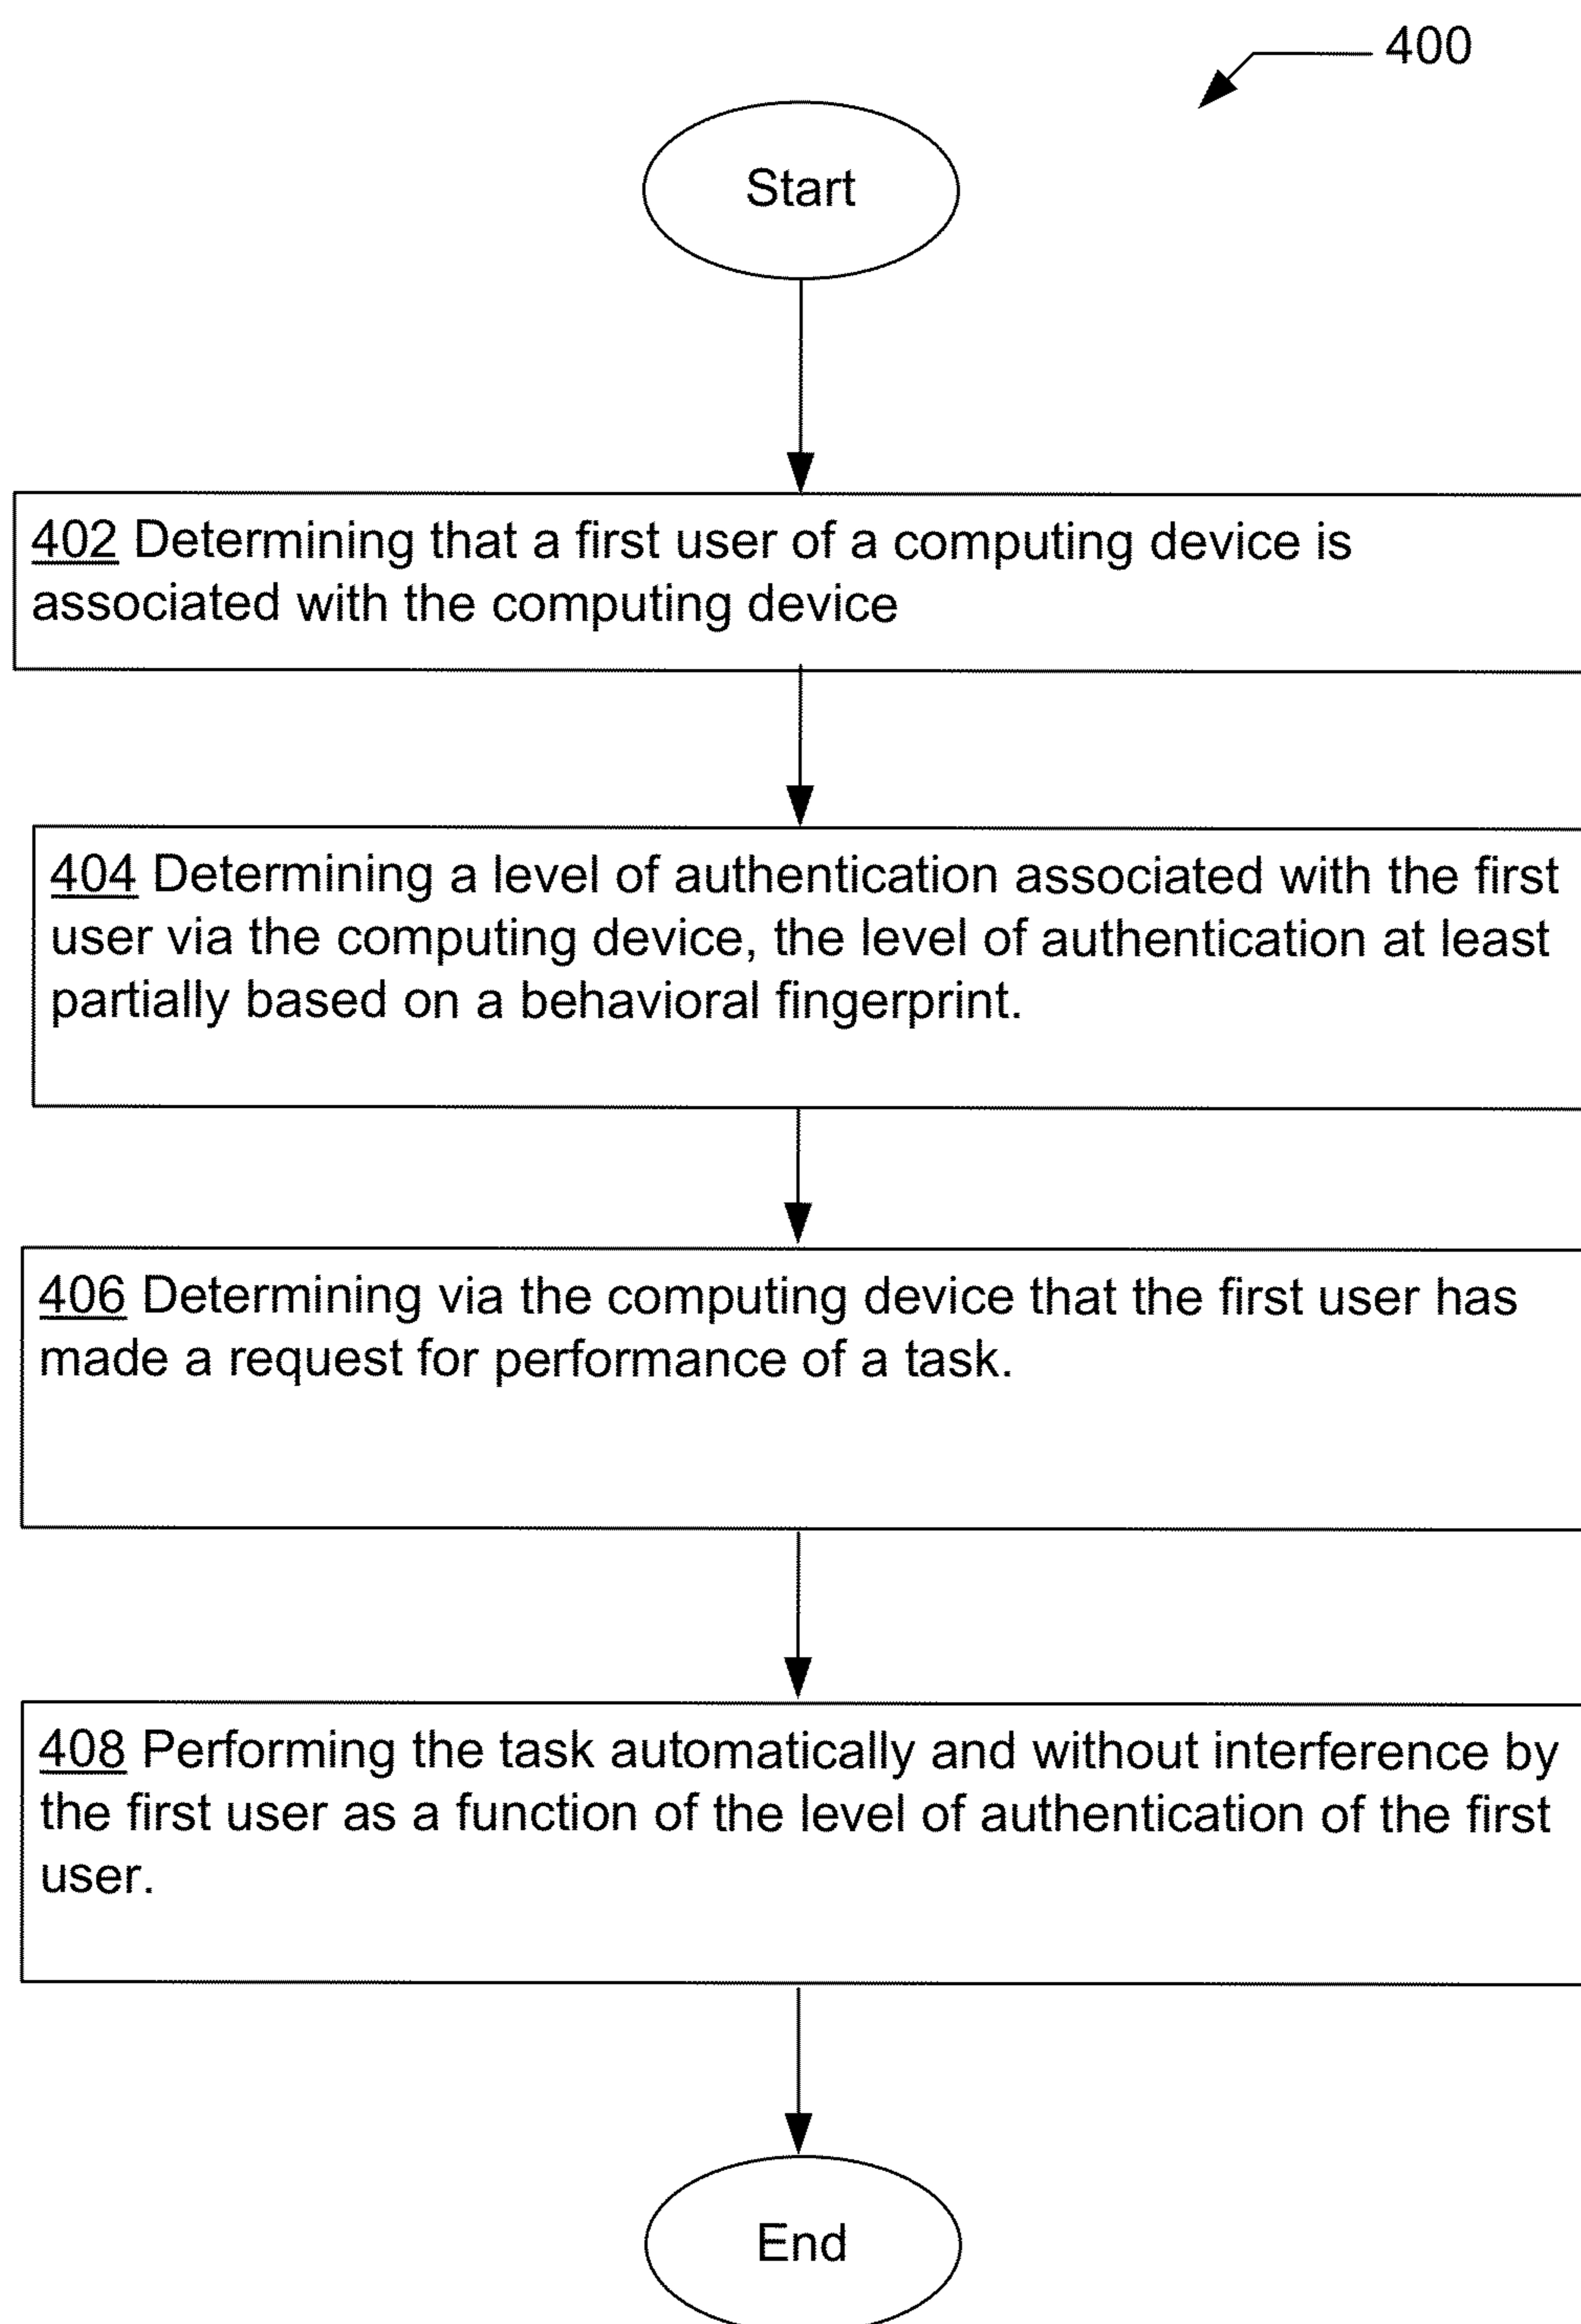 400
Start
402 Determining that a first user of a computing device is
associated with the computing device
404 Determining a level of authentication associated with the first
user via the computing device, the level of authentication at least
partially based on a behavioral fingerprint.
406 Determining via the computing device that the first user has
made a request for performance of a task.
408 Performing the task automatically and without interference by
the first user as a function of the level of authentication of the first
user.
End